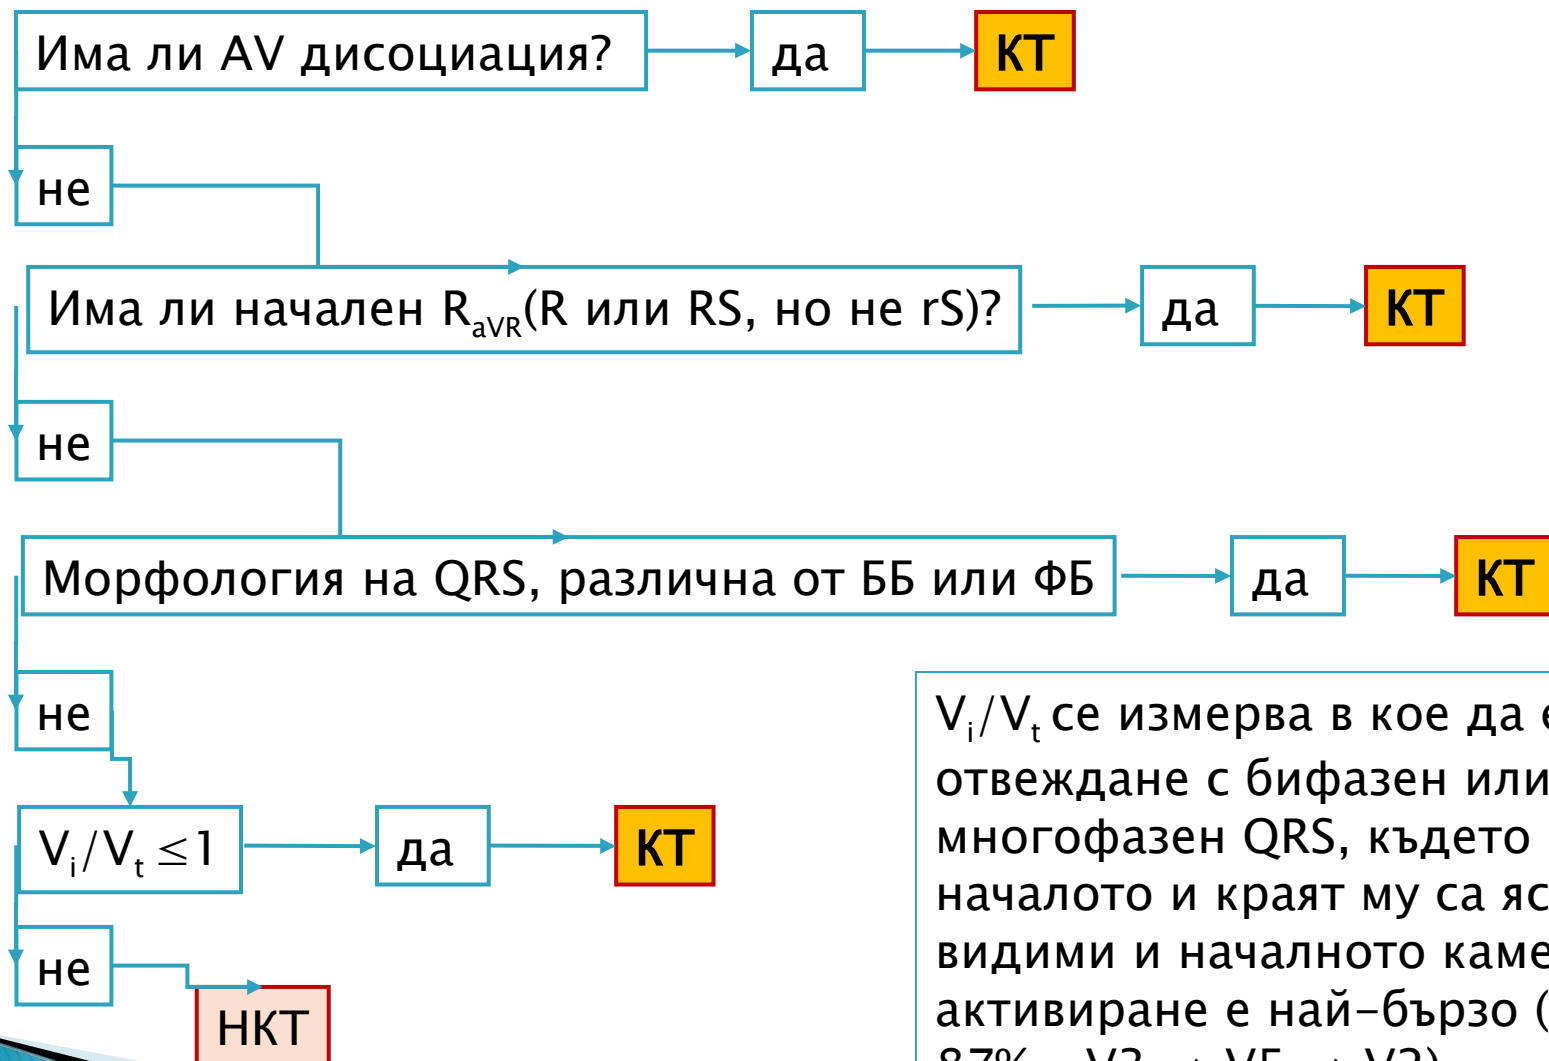 Има ли AV дисоциация? да КТ
не
Има ли начален RaVR(R или RS, но не rS)? да КТ
не
Морфология на QRS, различна от ББ или ФБ да КТ
не
Vi/Vt ≤1 да КТ
не
НКТ
Vi/Vt се измерва в кое да
отвеждане с бифазен или
многофазен QRS, където
началото и краят му са
видими и началното
активиране е най-бързо (